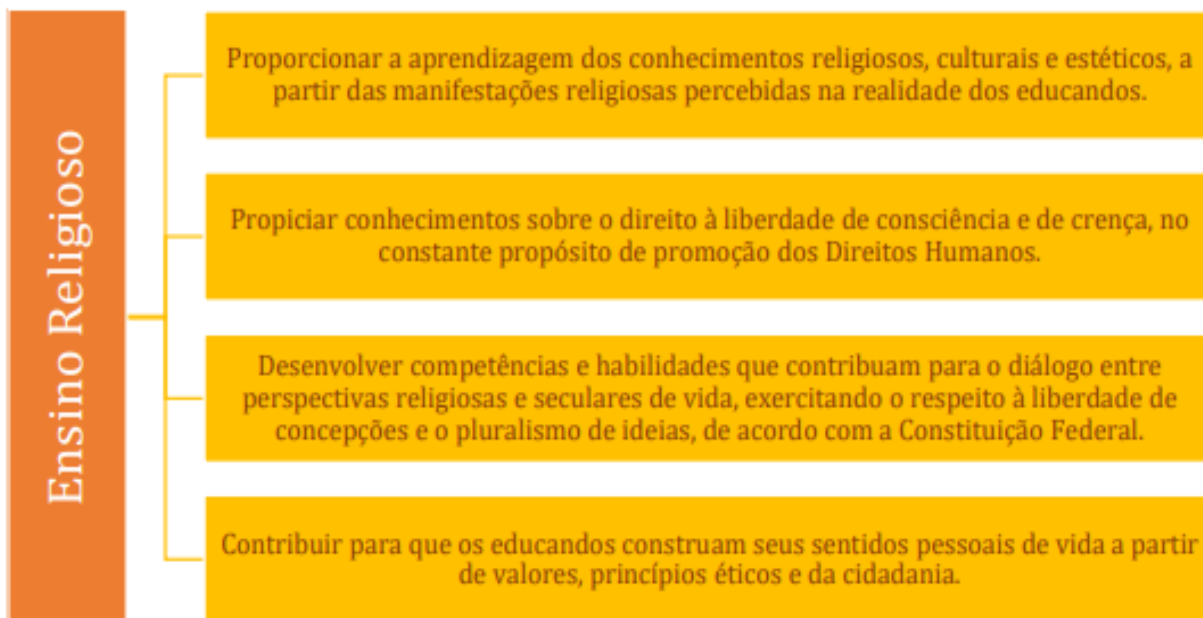 Ensino Religioso
Proporcionar a aprendizagem dos conhecimentos religiosos, culturais e estéticos, a
partir das manifestações religiosas percebidas na realidade dos educandos.
Propiciar conhecimentos sobre o direito à liberdade de consciência e de crença, no
constante propósito de promoção dos Direitos Humanos.
Desenvolver competências e habilidades que contribuam para o diálogo entre
perspectivas religiosas e seculares de vida, exercitando o respeito à liberdade de
concepções e o pluralismo de ideias, de acordo com a Constituição Federal.
Contribuir para que os educandos construam seus sentidos pessoais de vida a partir
de valores, princípios éticos e da cidadania.